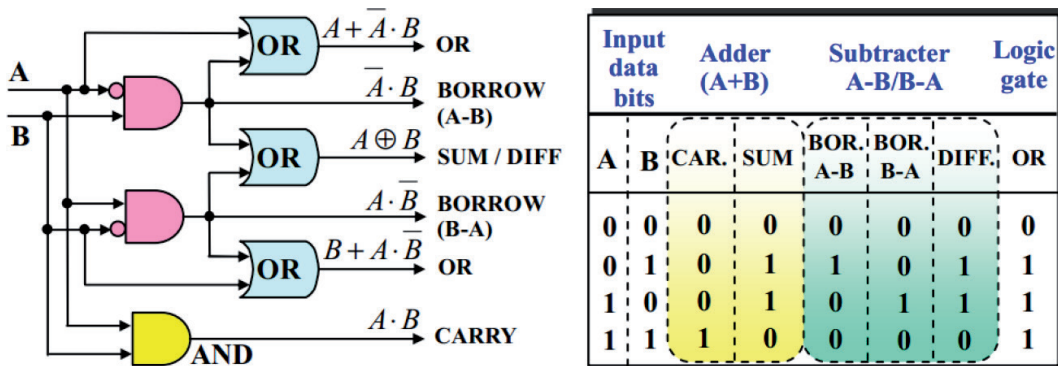 A + A̅ · B
OR
OR
A
A̅ · B
BORROW
(A-B)
B
A ⊕ B
OR
SUM / DIFF
A · B̅
BORROW
(B-A)
B + A · B̅
OR
OR
A · B
CARRY
AND
Input data bits
Adder (A+B)
Subtracter A-B/B-A
Logic gate
A B CAR. SUM BOR. A-B BOR. B-A DIFF. OR
0 0 0 0 0 0 0 0
0 1 0 1 1 0 1 1
1 0 0 1 0 1 1 1
1 1 1 0 0 0 0 1